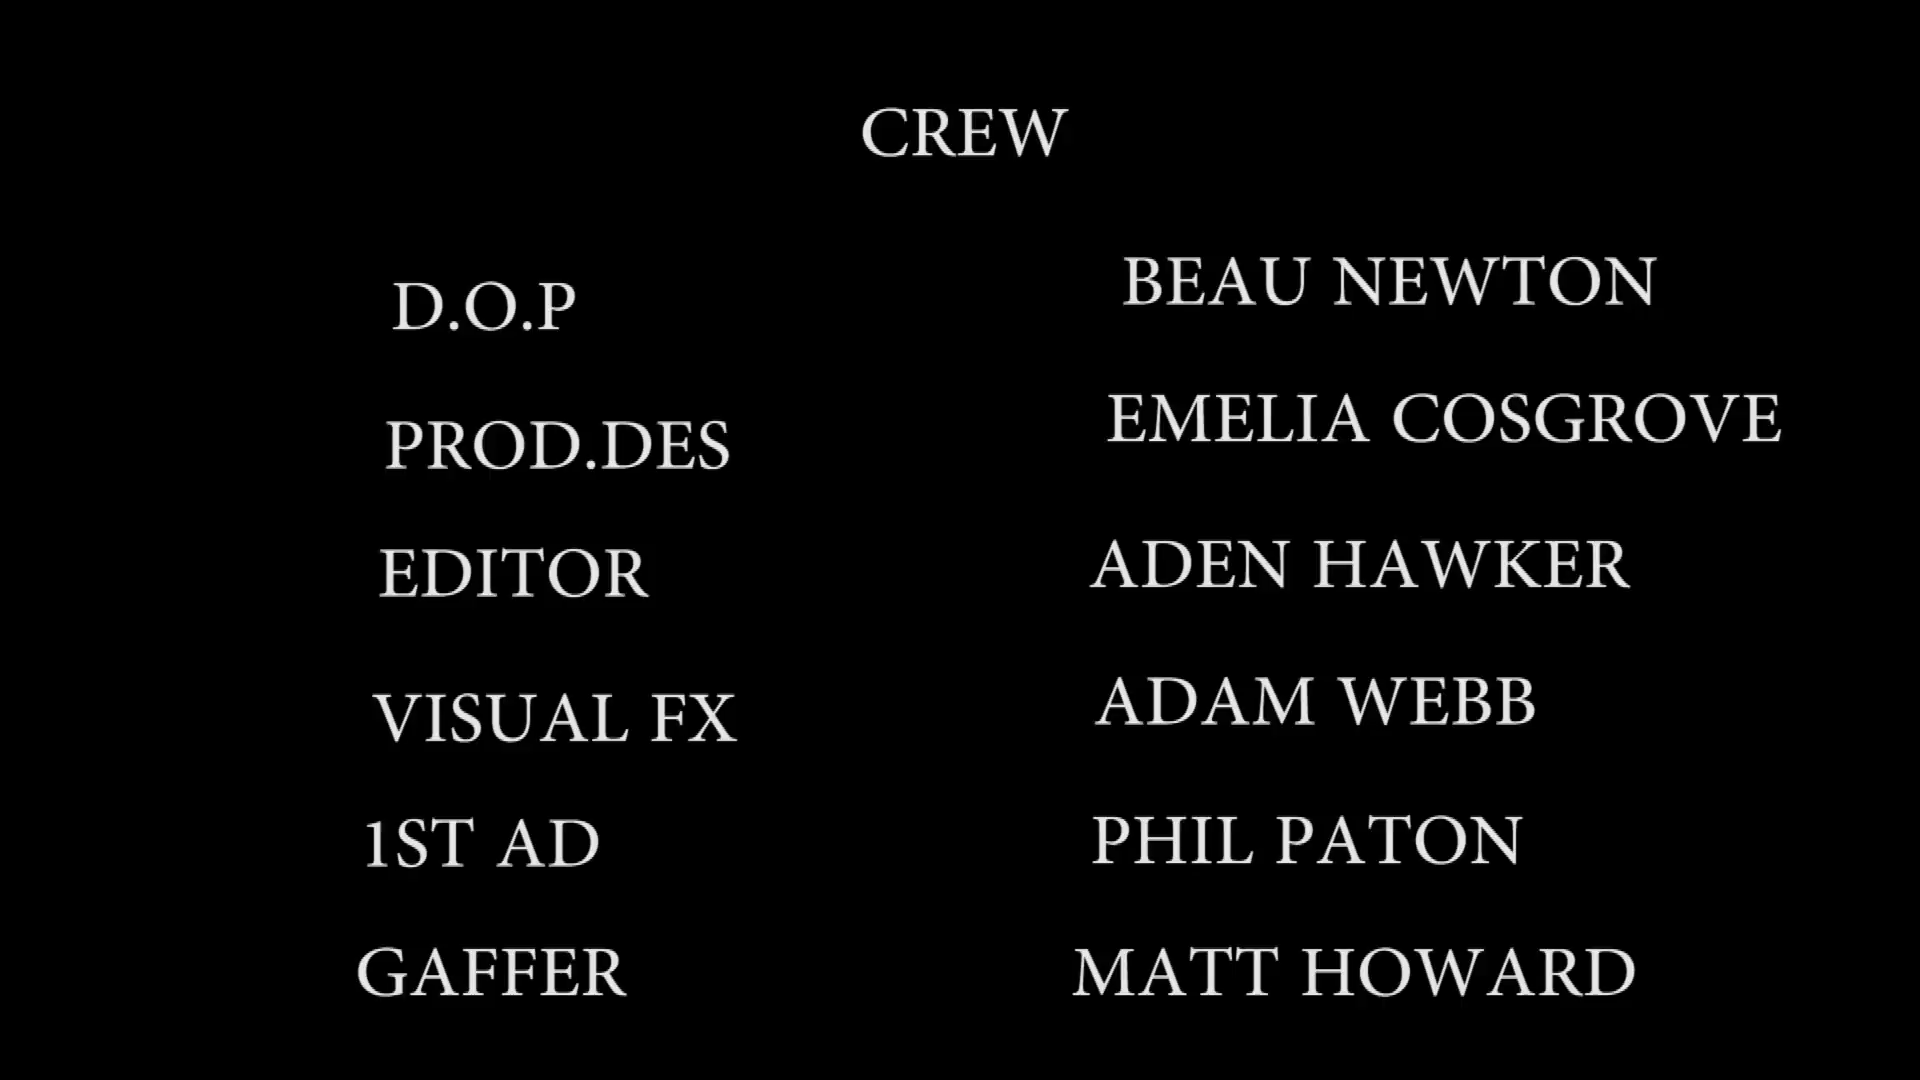 CREW
D.O.P BEAU NEWTON
PROD.DES EMELIA COSGROVE
EDITOR ADEN HAWKER
VISUAL FX ADAM WEBB
1ST AD PHIL PATON
GAFFER MATT HOWARD